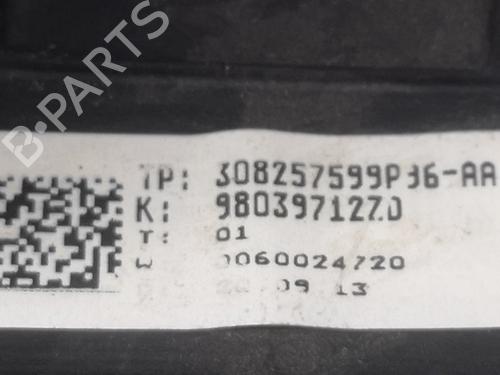 B-PARTS
TP: 308257599P36-AA
K: 98039712ZD
T: 01
W 0060024720
09 13